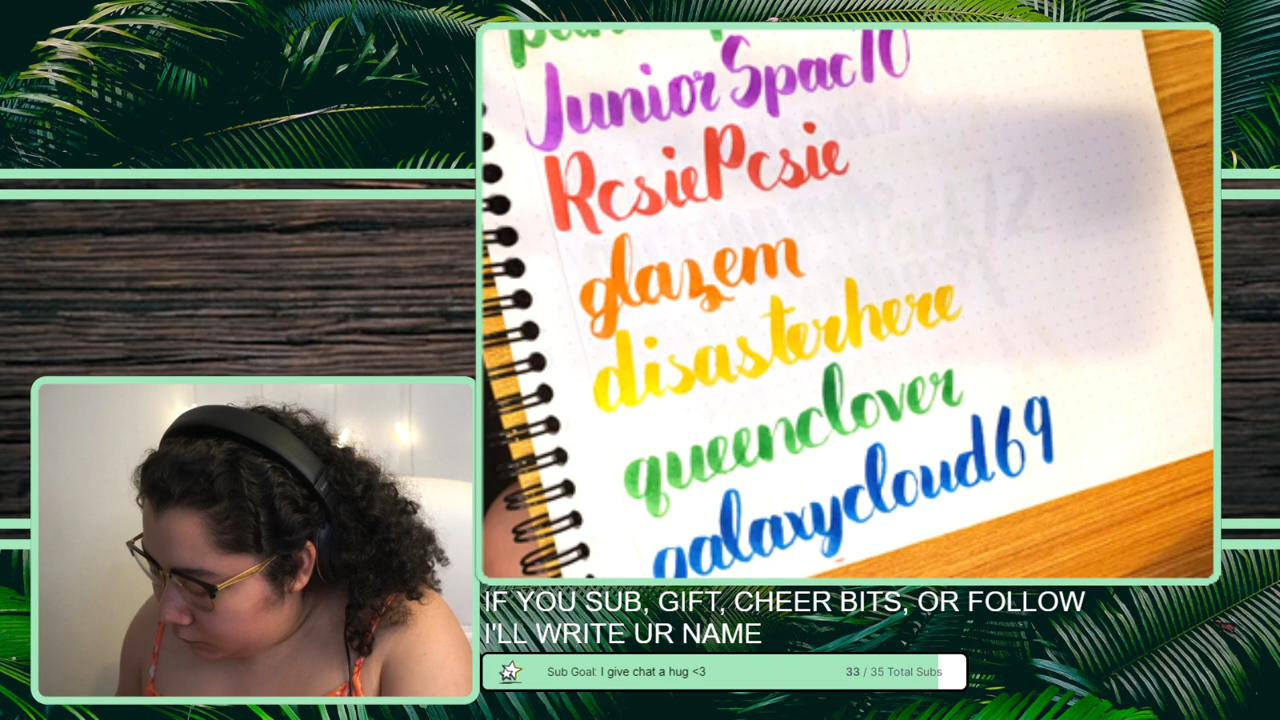 JuniorSpac10
RosiePosie
glazem
disasterhere
queenclover
galaxycloud69
IF YOU SUB, GIFT, CHEER BITS, OR FOLLOW
I'LL WRITE UR NAME
Sub Goal: I give chat a hug <3 33 / 35 Total Subs